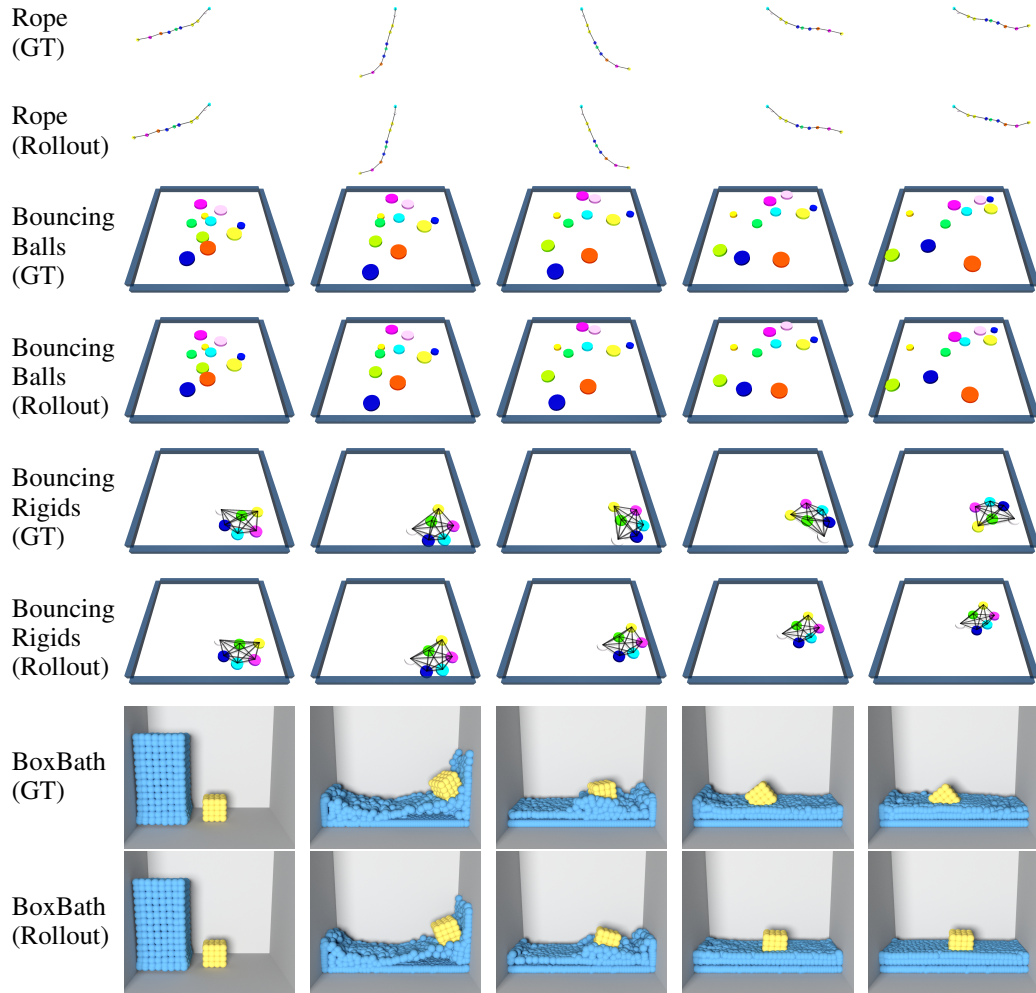 Rope
(GT)
Rope
(Rollout)
Bouncing
Balls
(GT)
Bouncing
Balls
(Rollout)
Bouncing
Rigids
(GT)
Bouncing
Rigids
(Rollout)
BoxBath
(GT)
BoxBath
(Rollout)